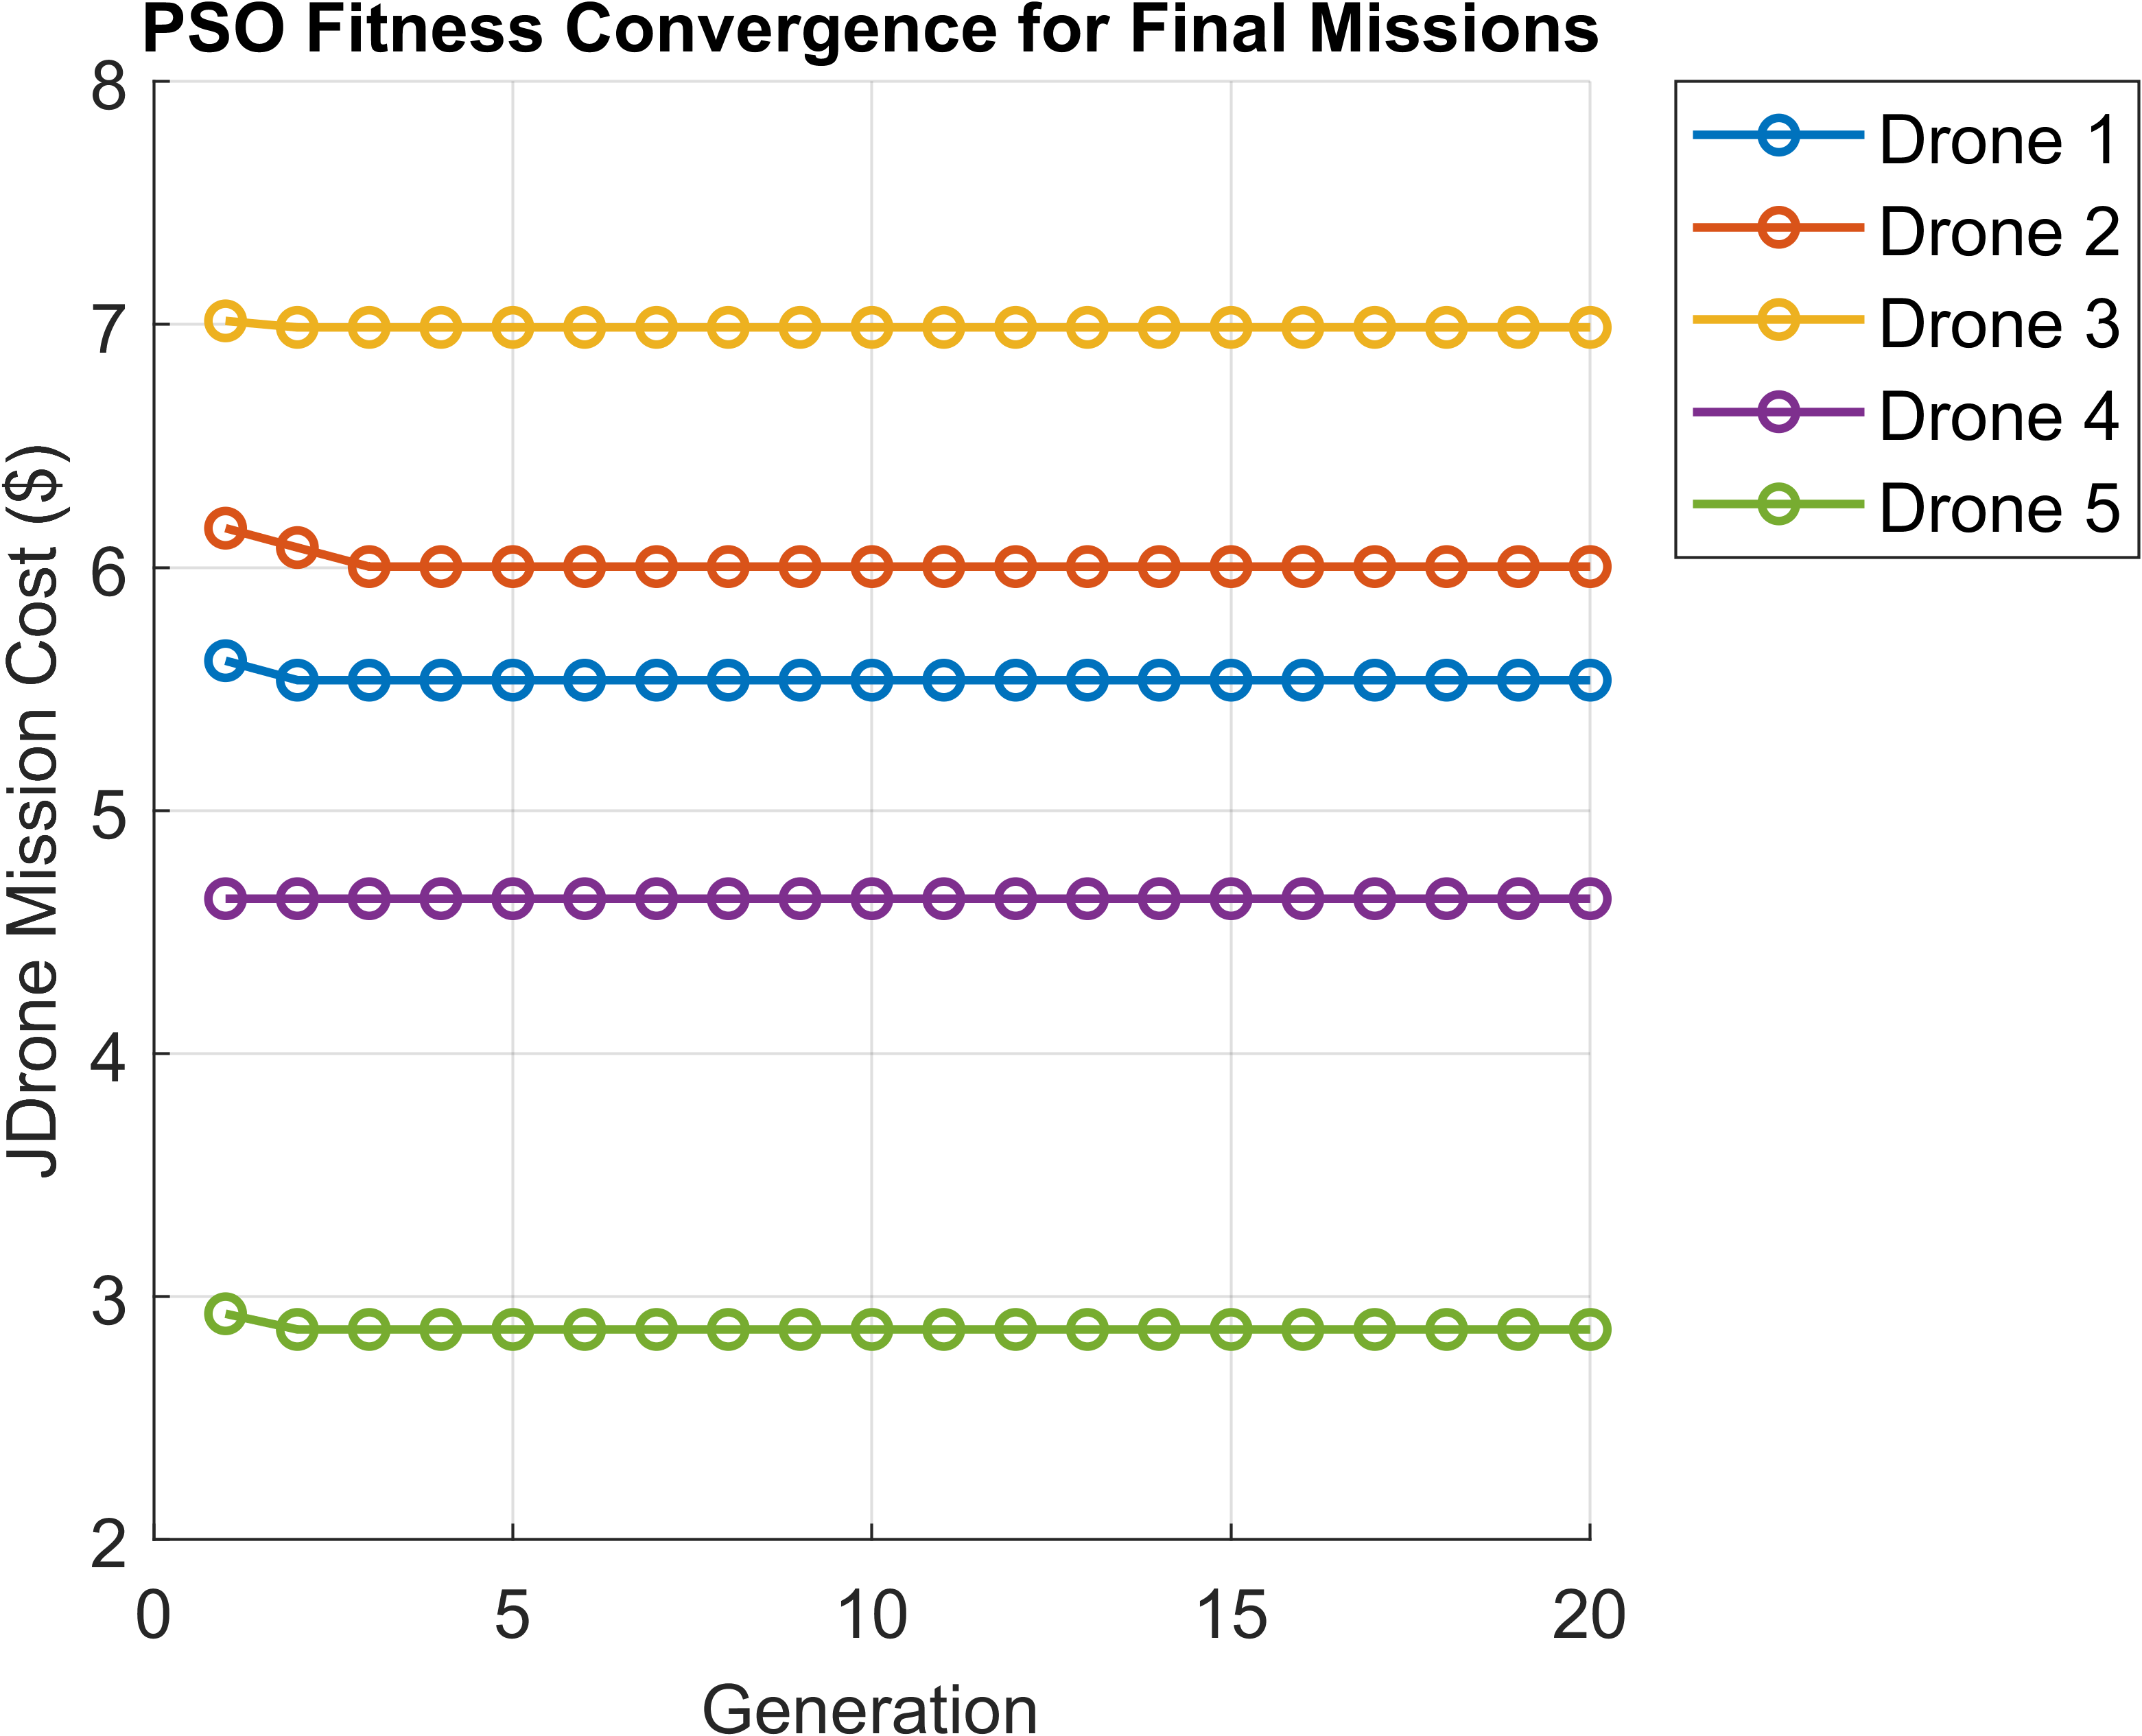 PSO Fitness Convergence for Final Missions
8
7
6
5
4
3
2
JDrone Mission Cost ($)
0
5
10
15
20
Generation
Drone 1
Drone 2
Drone 3
Drone 4
Drone 5